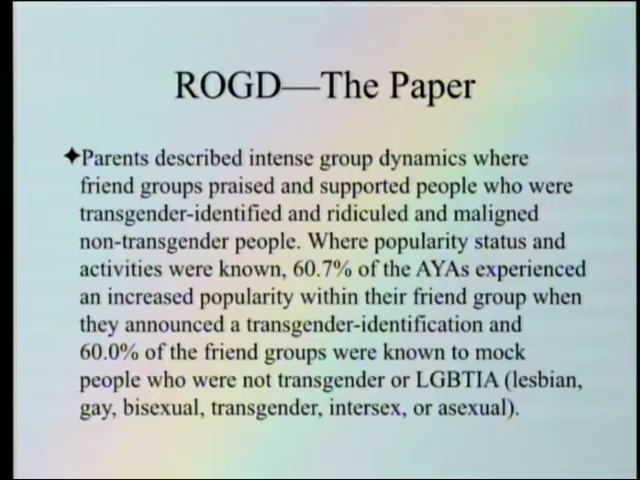 ROGD—The Paper
✦Parents described intense group dynamics where
friend groups praised and supported people who were
transgender-identified and ridiculed and maligned
non-transgender people. Where popularity status and
activities were known, 60.7% of the AYAs experienced
an increased popularity within their friend group when
they announced a transgender-identification and
60.0% of the friend groups were known to mock
people who were not transgender or LGBTIA (lesbian,
gay, bisexual, transgender, intersex, or asexual).